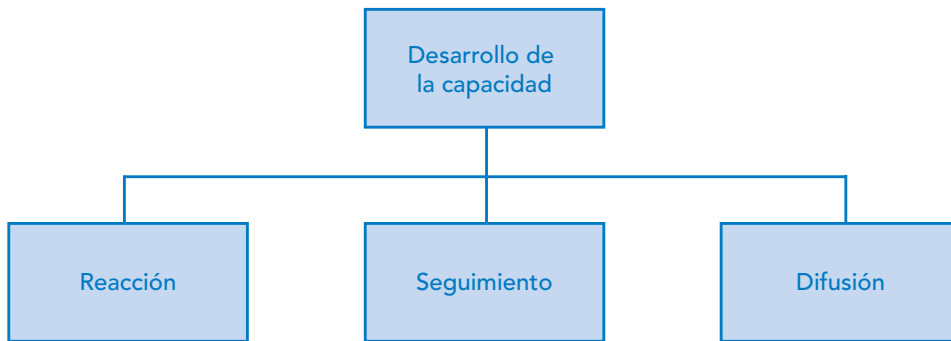 Desarrollo de
la capacidad
Reacción
Seguimiento
Difusión